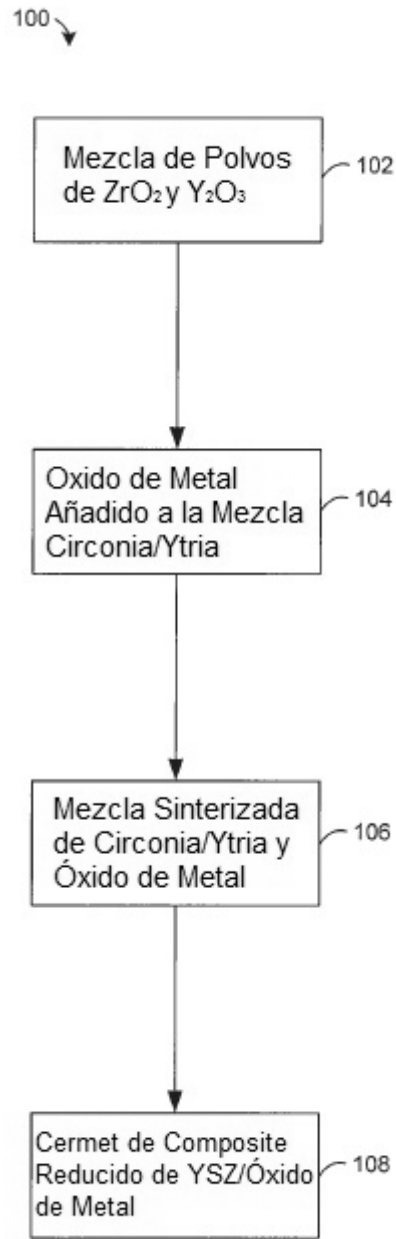 100
Mezcla de Polvos
de ZrO₂ y Y₂O₃
102
Oxido de Metal
Añadido a la Mezcla
Circonia/Ytria
104
Mezcla Sinterizada
de Circonia/Ytria y
Óxido de Metal
106
Cermet de Composite
Reducido de YSZ/Óxido
de Metal
108